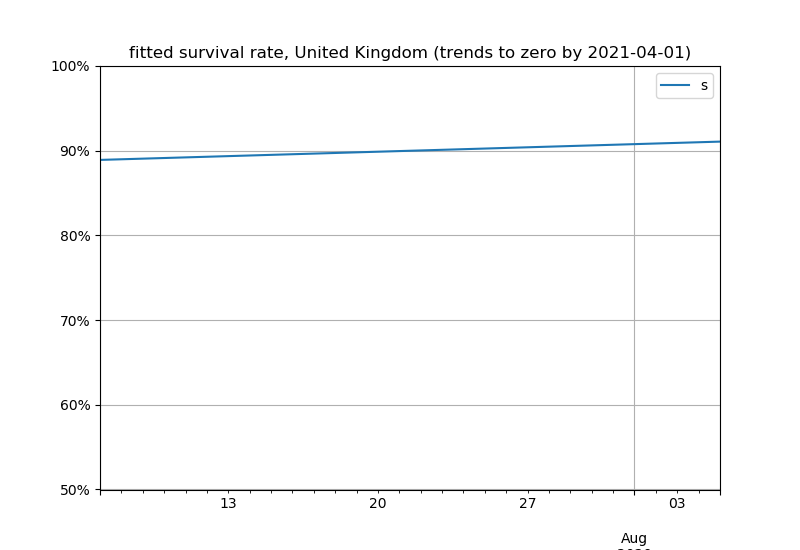 fitted survival rate, United Kingdom (trends to zero by 2021-04-01)
100%
s
90%
80%
70%
60%
50%
13 20 27 03
Aug